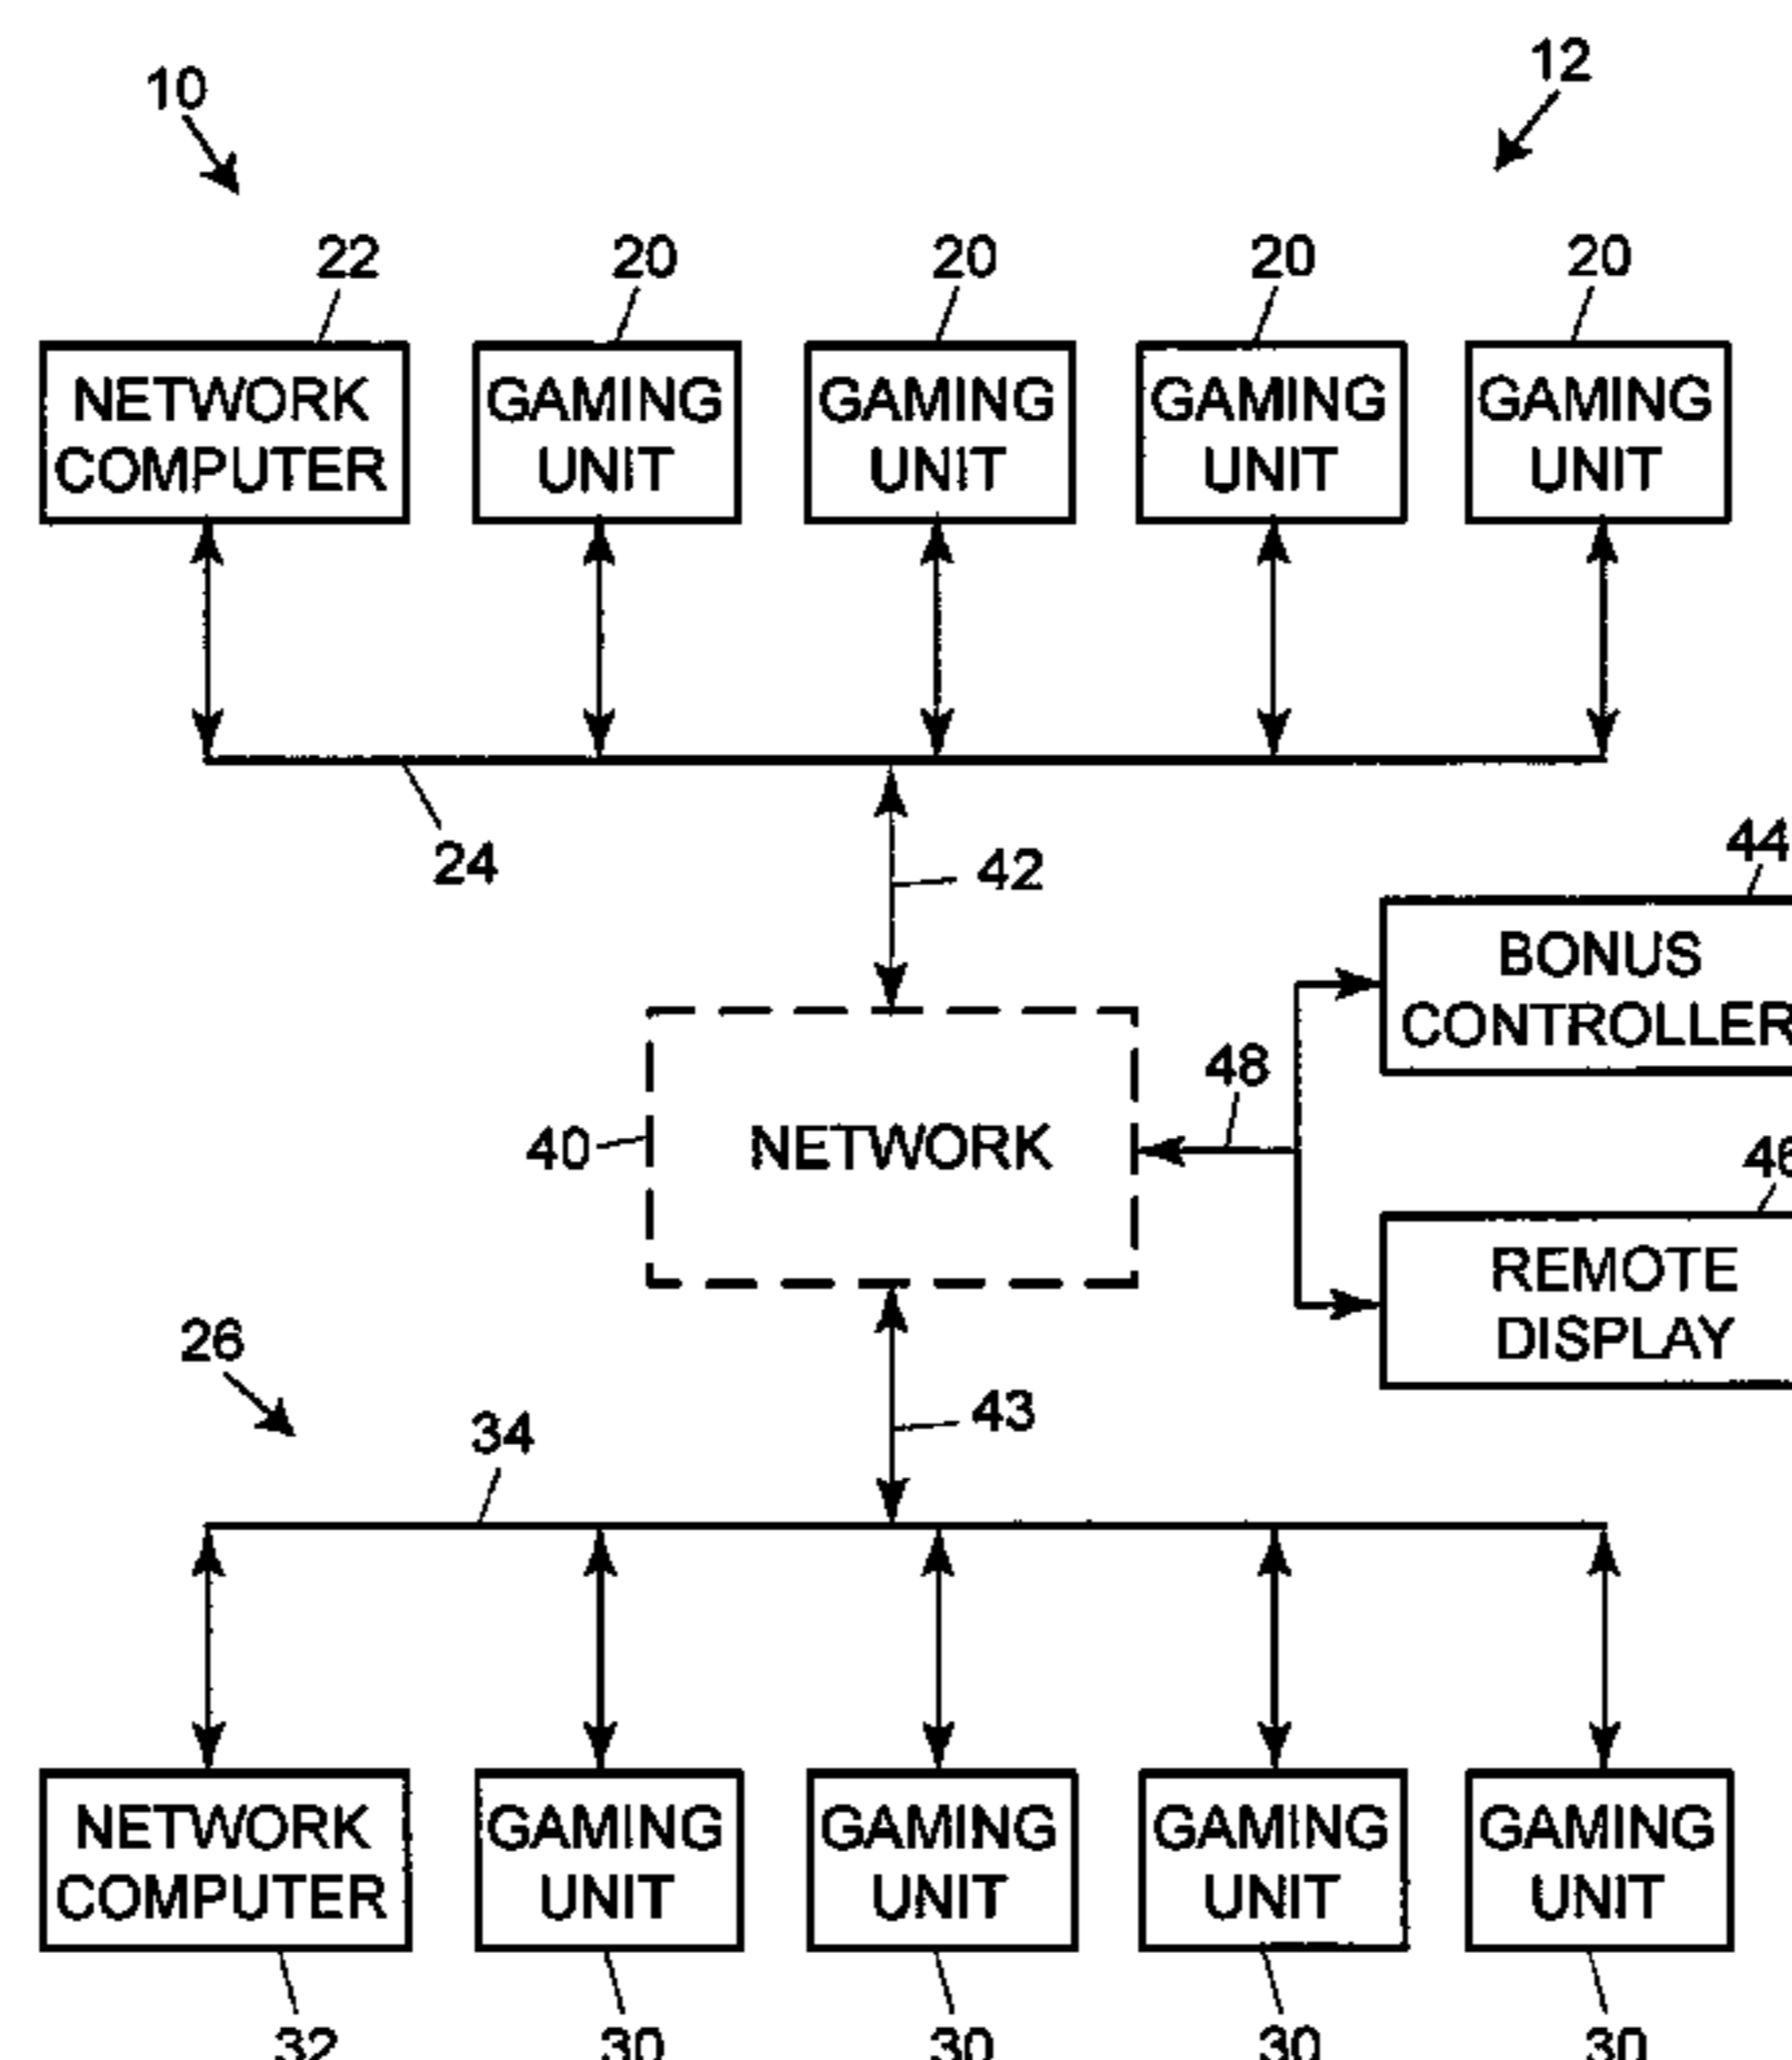 10
12
22
20
20
20
20
NETWORK
COMPUTER
GAMING
UNIT
GAMING
UNIT
GAMING
UNIT
GAMING
UNIT
24
42
44
BONUS
CONTROLLER
48
40
NETWORK
46
REMOTE
DISPLAY
26
43
34
NETWORK
COMPUTER
GAMING
UNIT
GAMING
UNIT
GAMING
UNIT
GAMING
UNIT
32
30
30
30
30